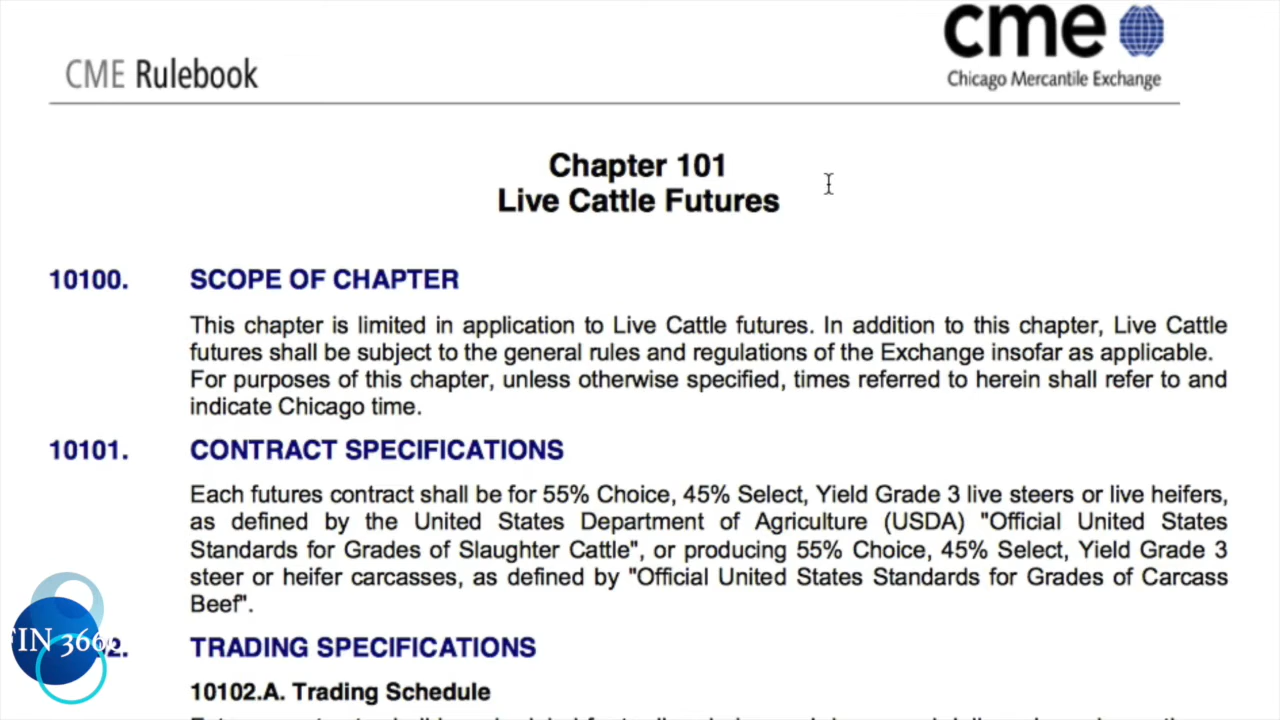 cme
CME Rulebook
Chicago Mercantile Exchange
Chapter 101
Live Cattle Futures
10100. SCOPE OF CHAPTER
This chapter is limited in application to Live Cattle futures. In addition to this chapter, Live Cattle
futures shall be subject to the general rules and regulations of the Exchange insofar as applicable.
For purposes of this chapter, unless otherwise specified, times referred to herein shall refer to and
indicate Chicago time.
10101. CONTRACT SPECIFICATIONS
Each futures contract shall be for 55% Choice, 45% Select, Yield Grade 3 live steers or live heifers,
as defined by the United States Department of Agriculture (USDA) "Official United States
Standards for Grades of Slaughter Cattle", or producing 55% Choice, 45% Select, Yield Grade 3
steer or heifer carcasses, as defined by "Official United States Standards for Grades of Carcass
Beef".
FIN 366
2. TRADING SPECIFICATIONS
10102.A. Trading Schedule